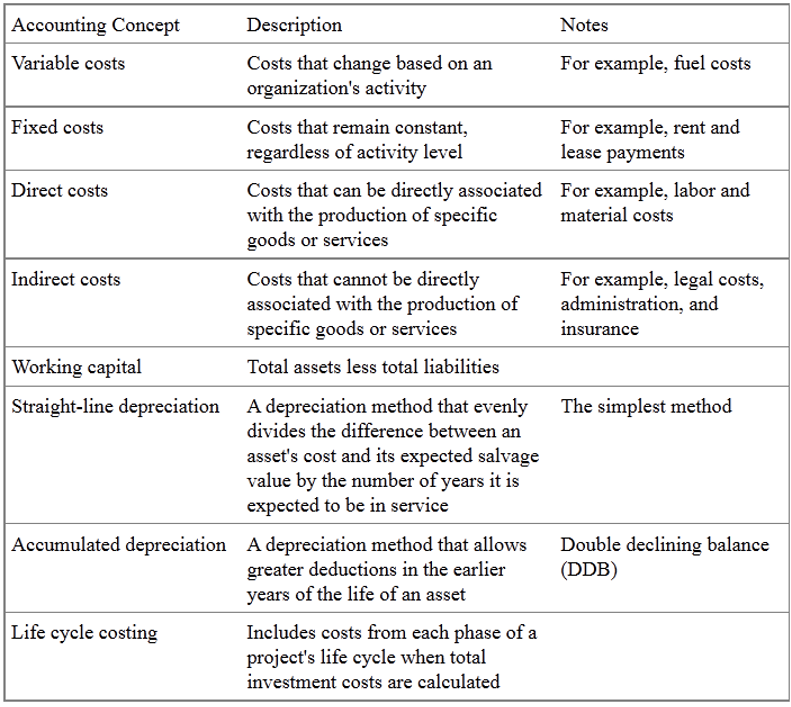 Accounting Concept Description Notes
Variable costs Costs that change based on an For example, fuel costs
organization's activity
Fixed costs Costs that remain constant, For example, rent and
regardless of activity level lease payments
Direct costs Costs that can be directly associated For example, labor and
with the production of specific material costs
goods or services
Indirect costs Costs that cannot be directly For example, legal costs,
associated with the production of administration, and
specific goods or services insurance
Working capital Total assets less total liabilities
Straight-line depreciation A depreciation method that evenly The simplest method
divides the difference between an
asset's cost and its expected salvage
value by the number of years it is
expected to be in service
Accumulated depreciation A depreciation method that allows Double declining balance
greater deductions in the earlier (DDB)
years of the life of an asset
Life cycle costing Includes costs from each phase of a
project's life cycle when total
investment costs are calculated